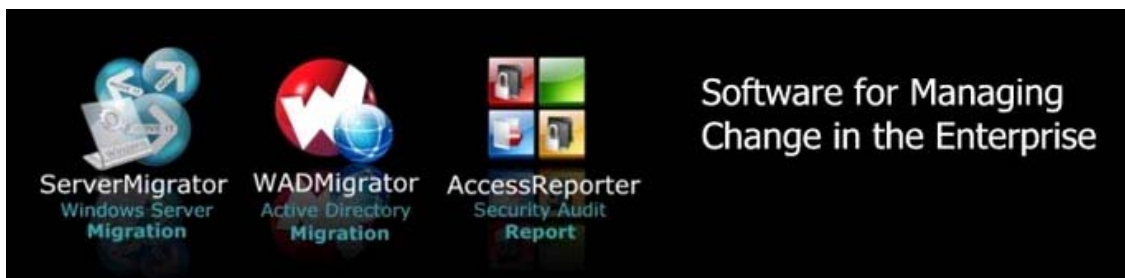 ServerMigrator
Windows Server
Migration
WADMigrator
Active Directory
Migration
AccessReporter
Security Audit
Report
Software for Managing
Change in the Enterprise